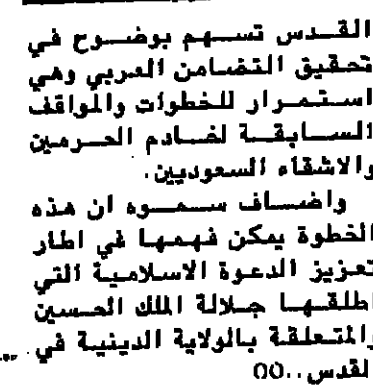 القدس تسهم بوضوح في
تحقيق التضامن العربي وهي
استمرار للخطوات والمواقف
السابقة لخادم الحرمين
والاشقاء السعوديين.
واضاف سموه ان هذه
الخطوة يمكن فهمها في اطار
تعزيز الدعوة الاسلامية التي
اطلقها جلالة الملك الحسين
والمتعلقة بالولاية الدينية في
القدس..٥٥